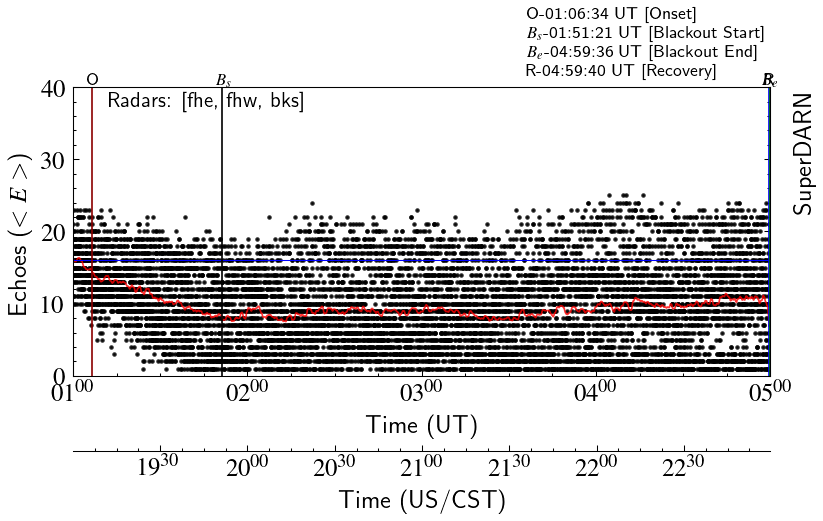 O-01:06:34 UT [Onset]
Bₛ-01:51:21 UT [Blackout Start]
Bₑ-04:59:36 UT [Blackout End]
R-04:59:40 UT [Recovery]
O Bₛ
Radars: [fhe, fhw, bks]
SuperDARN
Echoes (< E >)
40
30
20
10
0
01⁰⁰ 02⁰⁰ 03⁰⁰ 04⁰⁰ 05⁰⁰
Time (UT)
19³⁰ 20⁰⁰ 20³⁰ 21⁰⁰ 21³⁰ 22⁰⁰ 22³⁰
Time (US/CST)